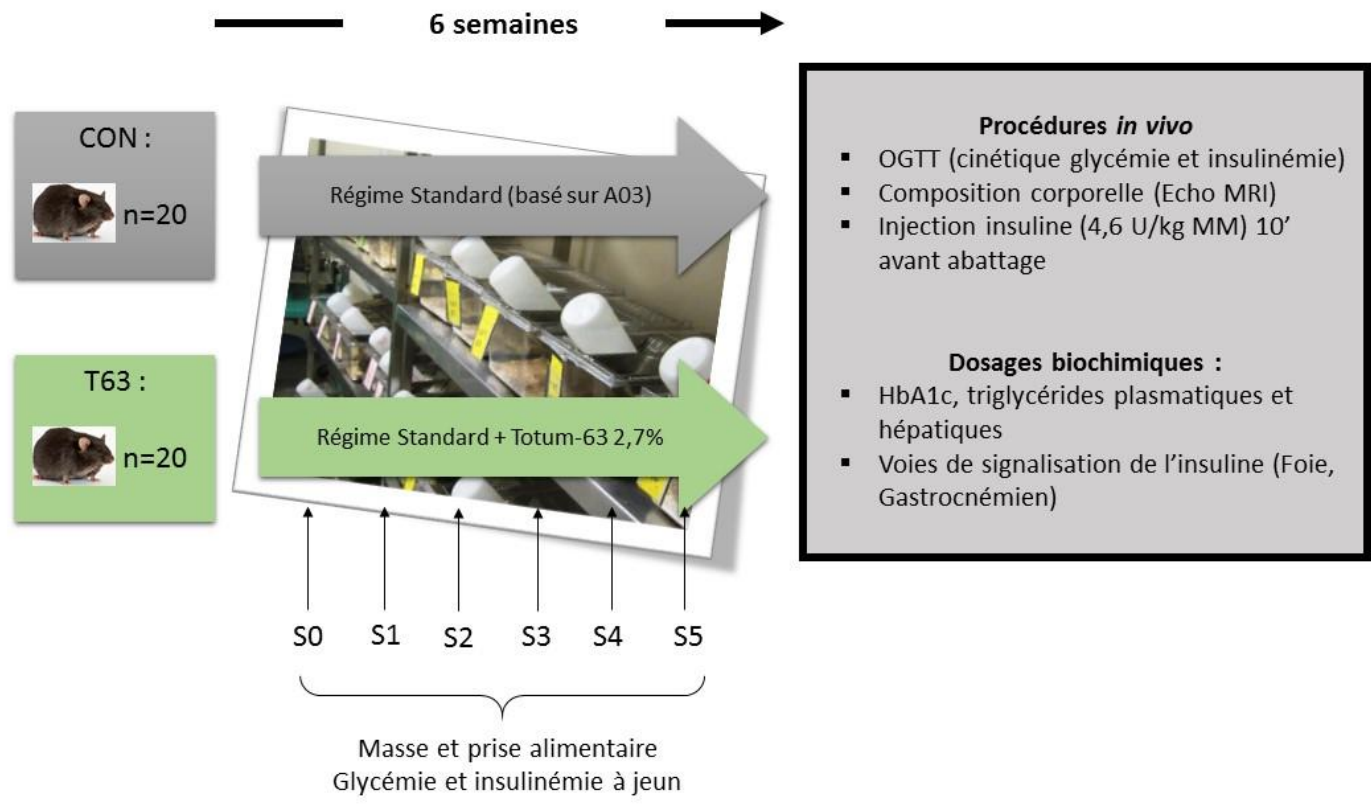 6 semaines
CON :
n=20
Régime Standard (basé sur A03)
T63 :
n=20
Régime Standard + Totum-63 2,7%
S0 S1 S2 S3 S4 S5
Masse et prise alimentaire
Glycémie et insulinémie à jeun
Procédures in vivo
▪ OGTT (cinétique glycémie et insulinémie)
▪ Composition corporelle (Echo MRI)
▪ Injection insuline (4,6 U/kg MM) 10’
avant abattage
Dosages biochimiques :
▪ HbA1c, triglycérides plasmatiques et
hépatiques
▪ Voies de signalisation de l’insuline (Foie,
Gastrocnémien)